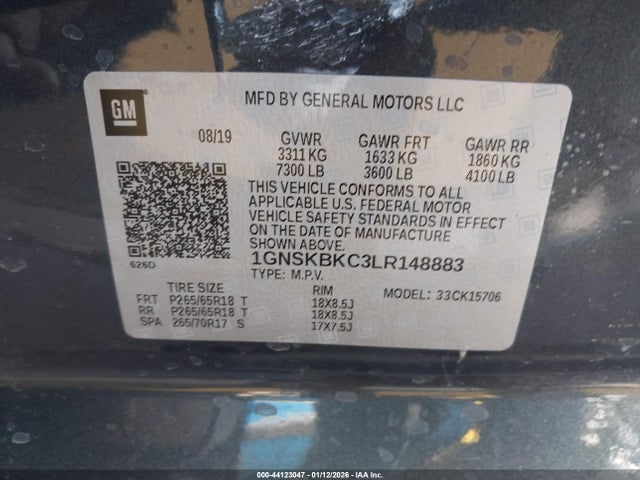 GM
MFD BY GENERAL MOTORS LLC
08/19 GVWR GAWR FRT GAWR RR
3311 KG 1633 KG 1860 KG
7300 LB 3600 LB 4100 LB
THIS VEHICLE CONFORMS TO ALL
APPLICABLE U.S. FEDERAL MOTOR
VEHICLE SAFETY STANDARDS IN EFFECT
ON THE DATE OF MANUFACTURE
SHOWN ABOVE.
626D
1GNSKBKC3LR148883
TYPE: M.P.V.
TIRE SIZE RIM MODEL: 33CK15706
FRT P265/65R18 T 18X8.5J
RR P265/65R18 T 18X8.5J
SPA 265/70R17 S 17X7.5J
000-44123047 - 01/12/2026 - IAA Inc.